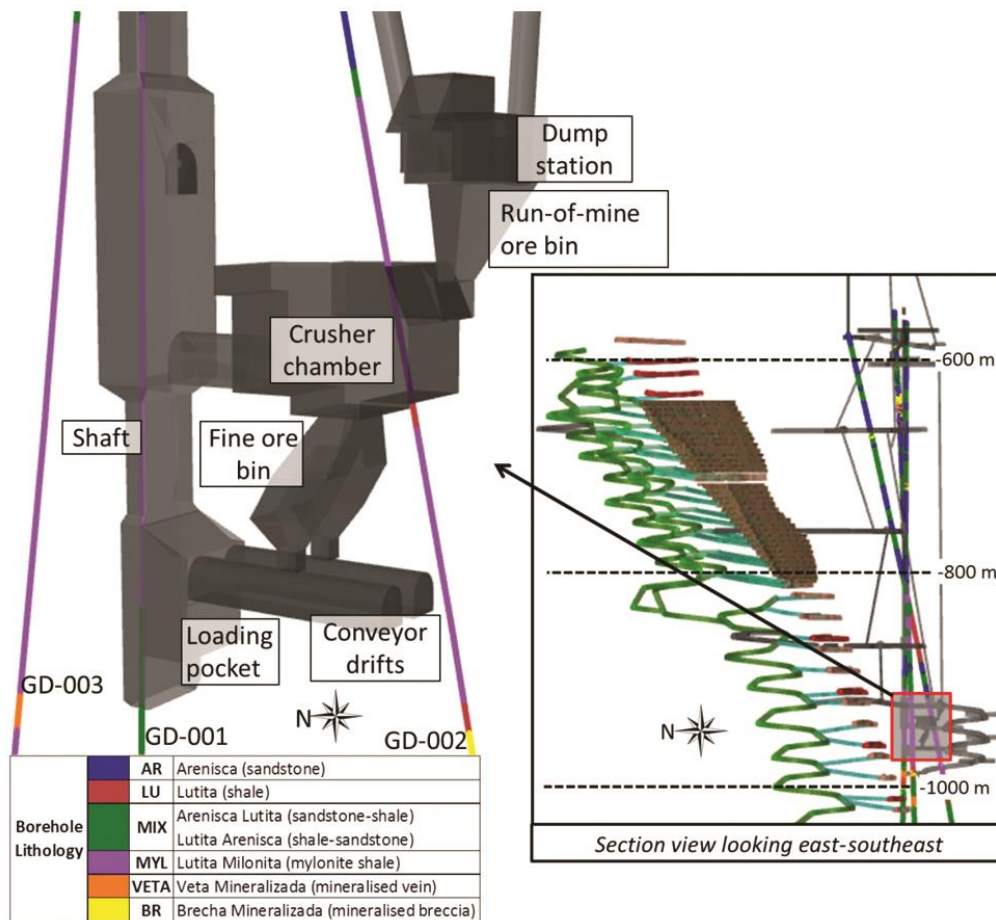 Dump
station
Run-of-mine
ore bin
Crusher
chamber
Shaft
Fine ore
bin
Loading
pocket
Conveyor
drifts
GD-003
N
GD-001
GD-002
-600 m
-800 m
N
-1000 m
Section view looking east-southeast
Borehole
Lithology
AR Arenisca (sandstone)
LU Lutita (shale)
MIX Arenisca Lutita (sandstone-shale)
Lutita Arenisca (shale-sandstone)
MYL Lutita Milonita (mylonite shale)
VETA Veta Mineralizada (mineralised vein)
BR Brecha Mineralizada (mineralised breccia)